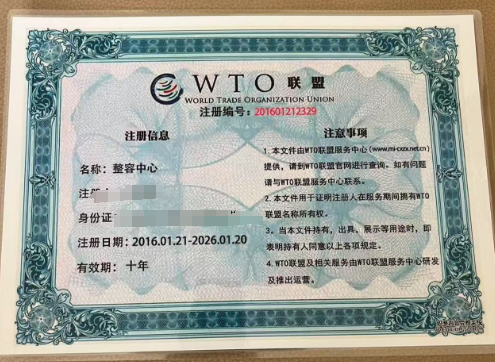 WTO 联盟
WORLD TRADE ORGANIZATION UNION
注册编号: 201601212329
注册信息
名称: 整容中心
注册
身份证
注册日期: 2016.01.21-2026.01.20
有效期: 十年
注意事项
1.本文件由WTO联盟服务中心(www.mi-cxzx.net.cn)
提供,请到WTO联盟官网进行查询。如有问题
请与WTO联盟服务中心联系。
2.本文件用于证明注册人在服务期间拥有WTO
联盟名称所有权。
3、当本文件持有、出具、展示等用途时,即
表明持有人同意以上各项规定。
4.WTO联盟及相关服务由WTO联盟服务中心研发
及推出运营。